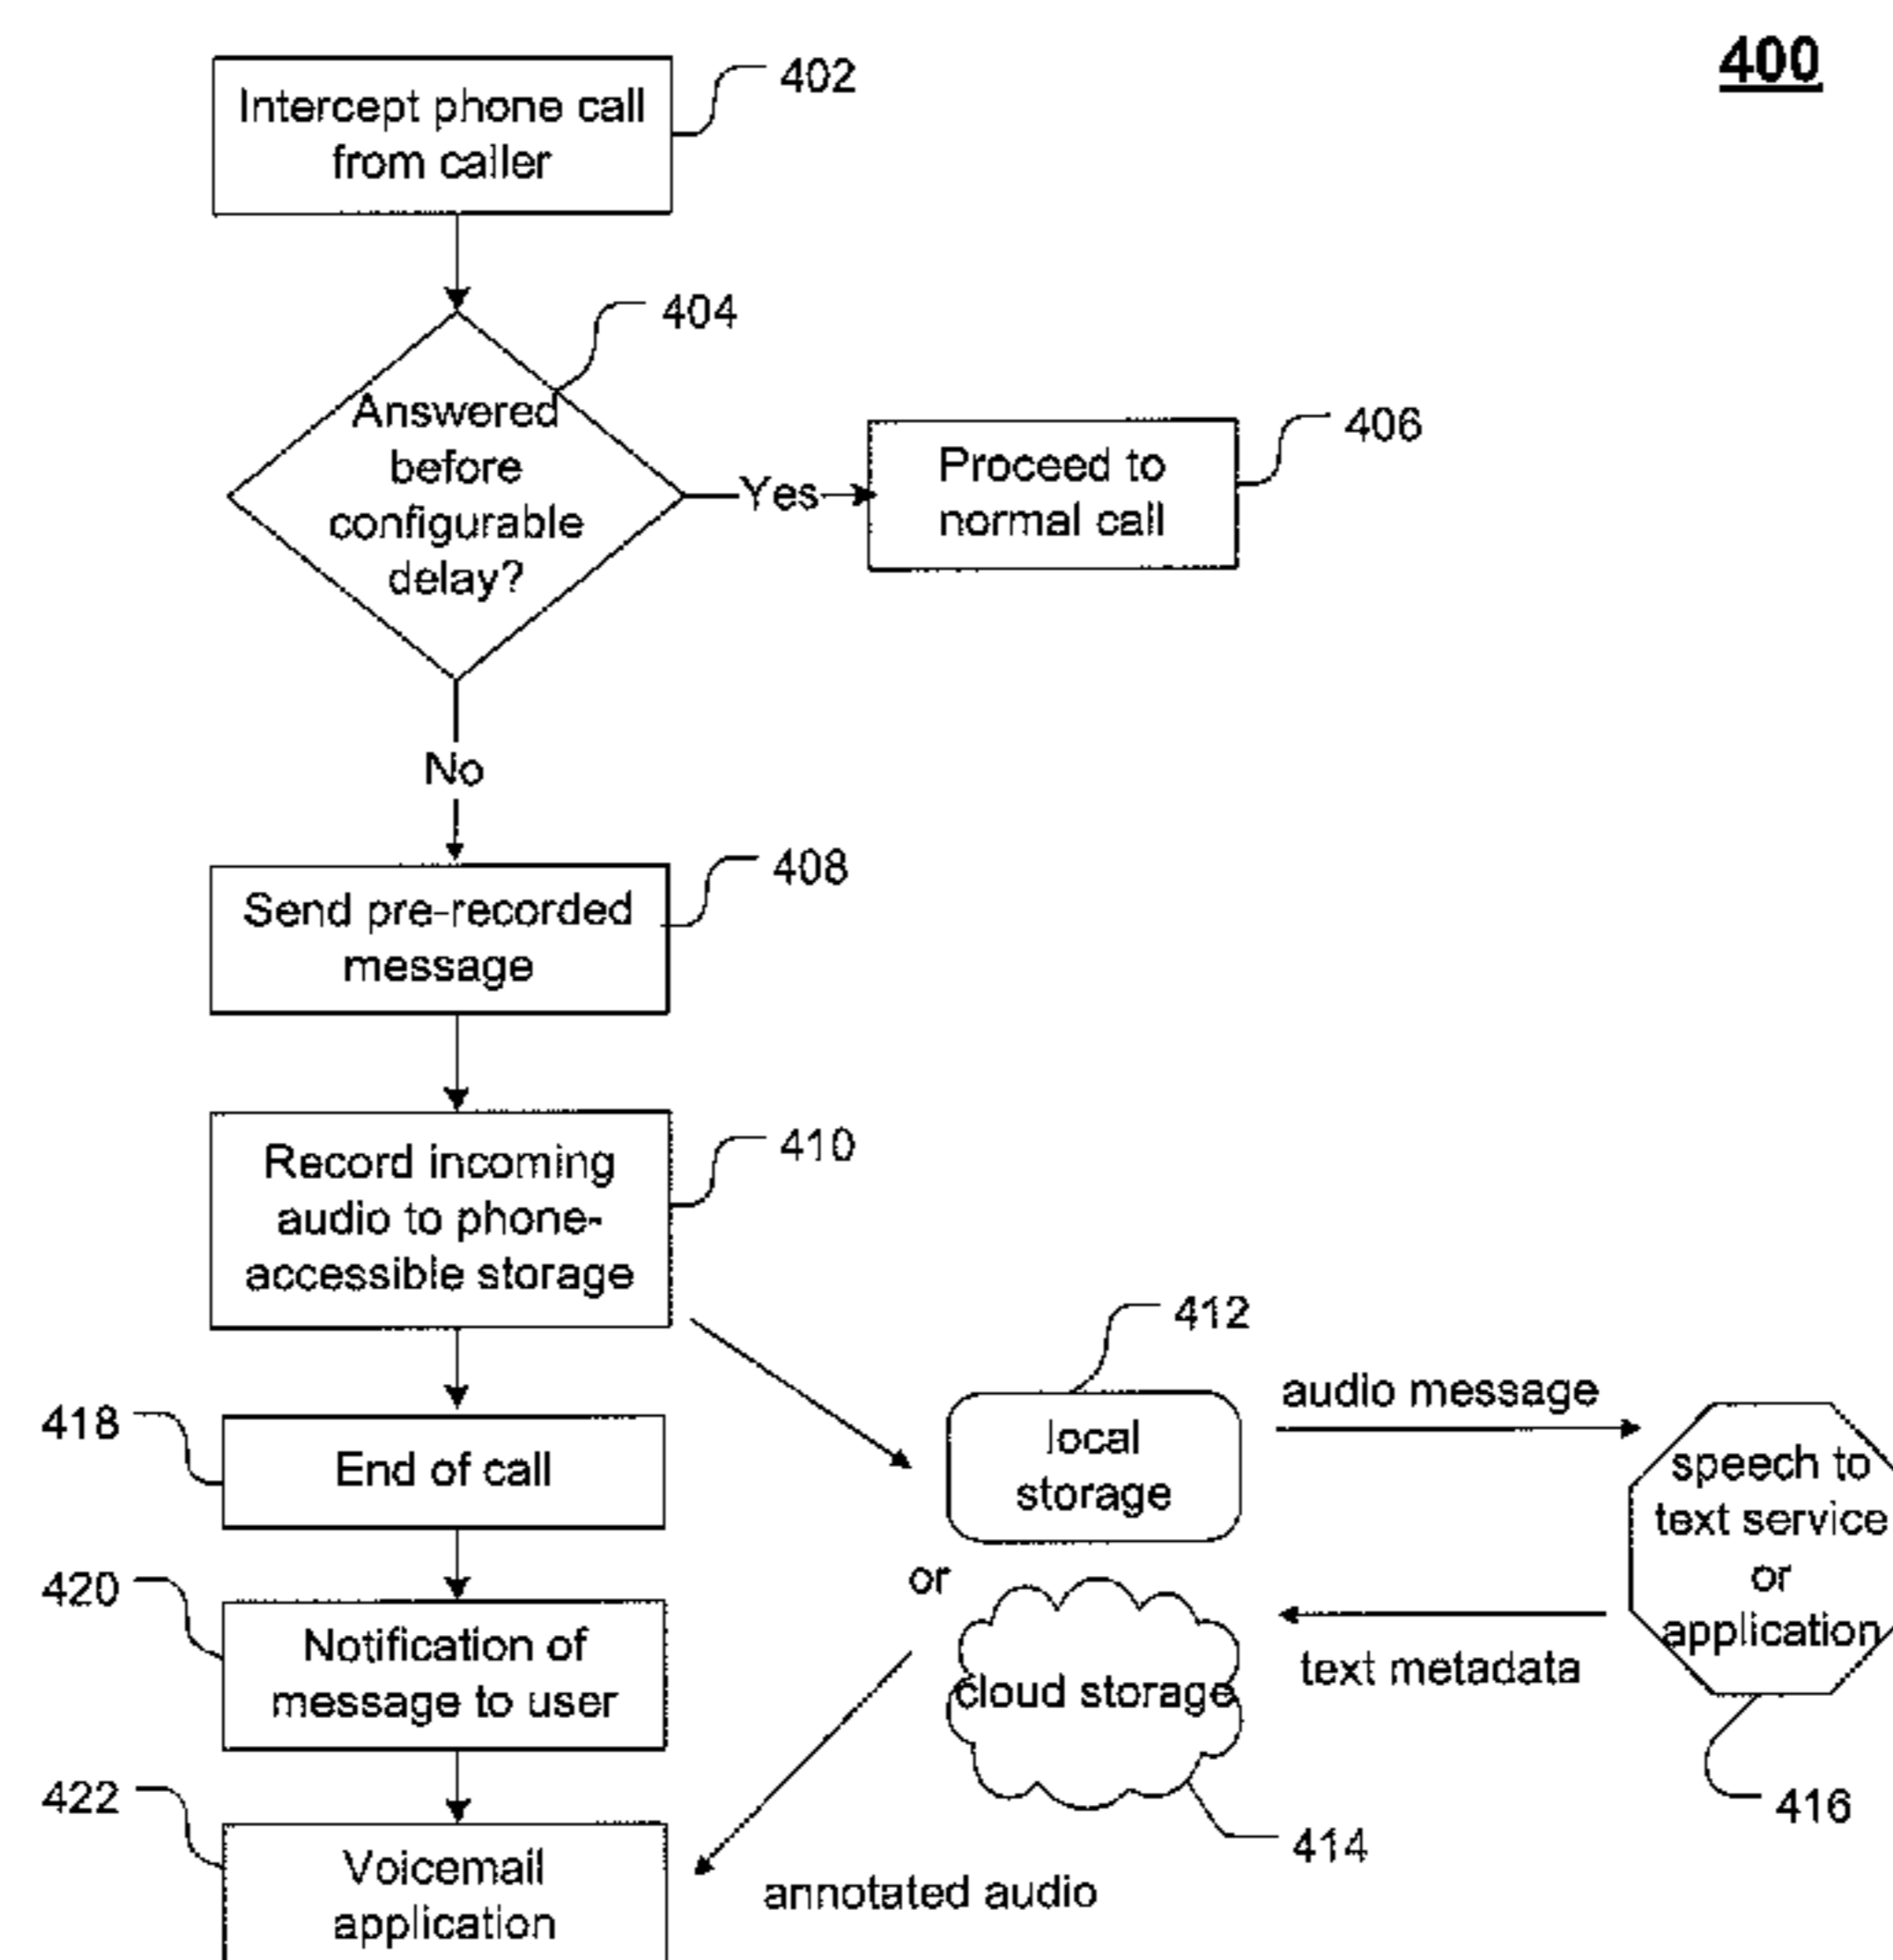 400
402
Intercept phone call
from caller
404
Answered
before
configurable
delay?
Yes
406
Proceed to
normal call
No
408
Send pre-recorded
message
410
Record incoming
audio to phone-
accessible storage
412
local
storage
audio message
speech to
text service
or
application
418
End of call
or
420
Notification of
message to user
cloud storage
text metadata
416
414
422
Voicemail
application
annotated audio